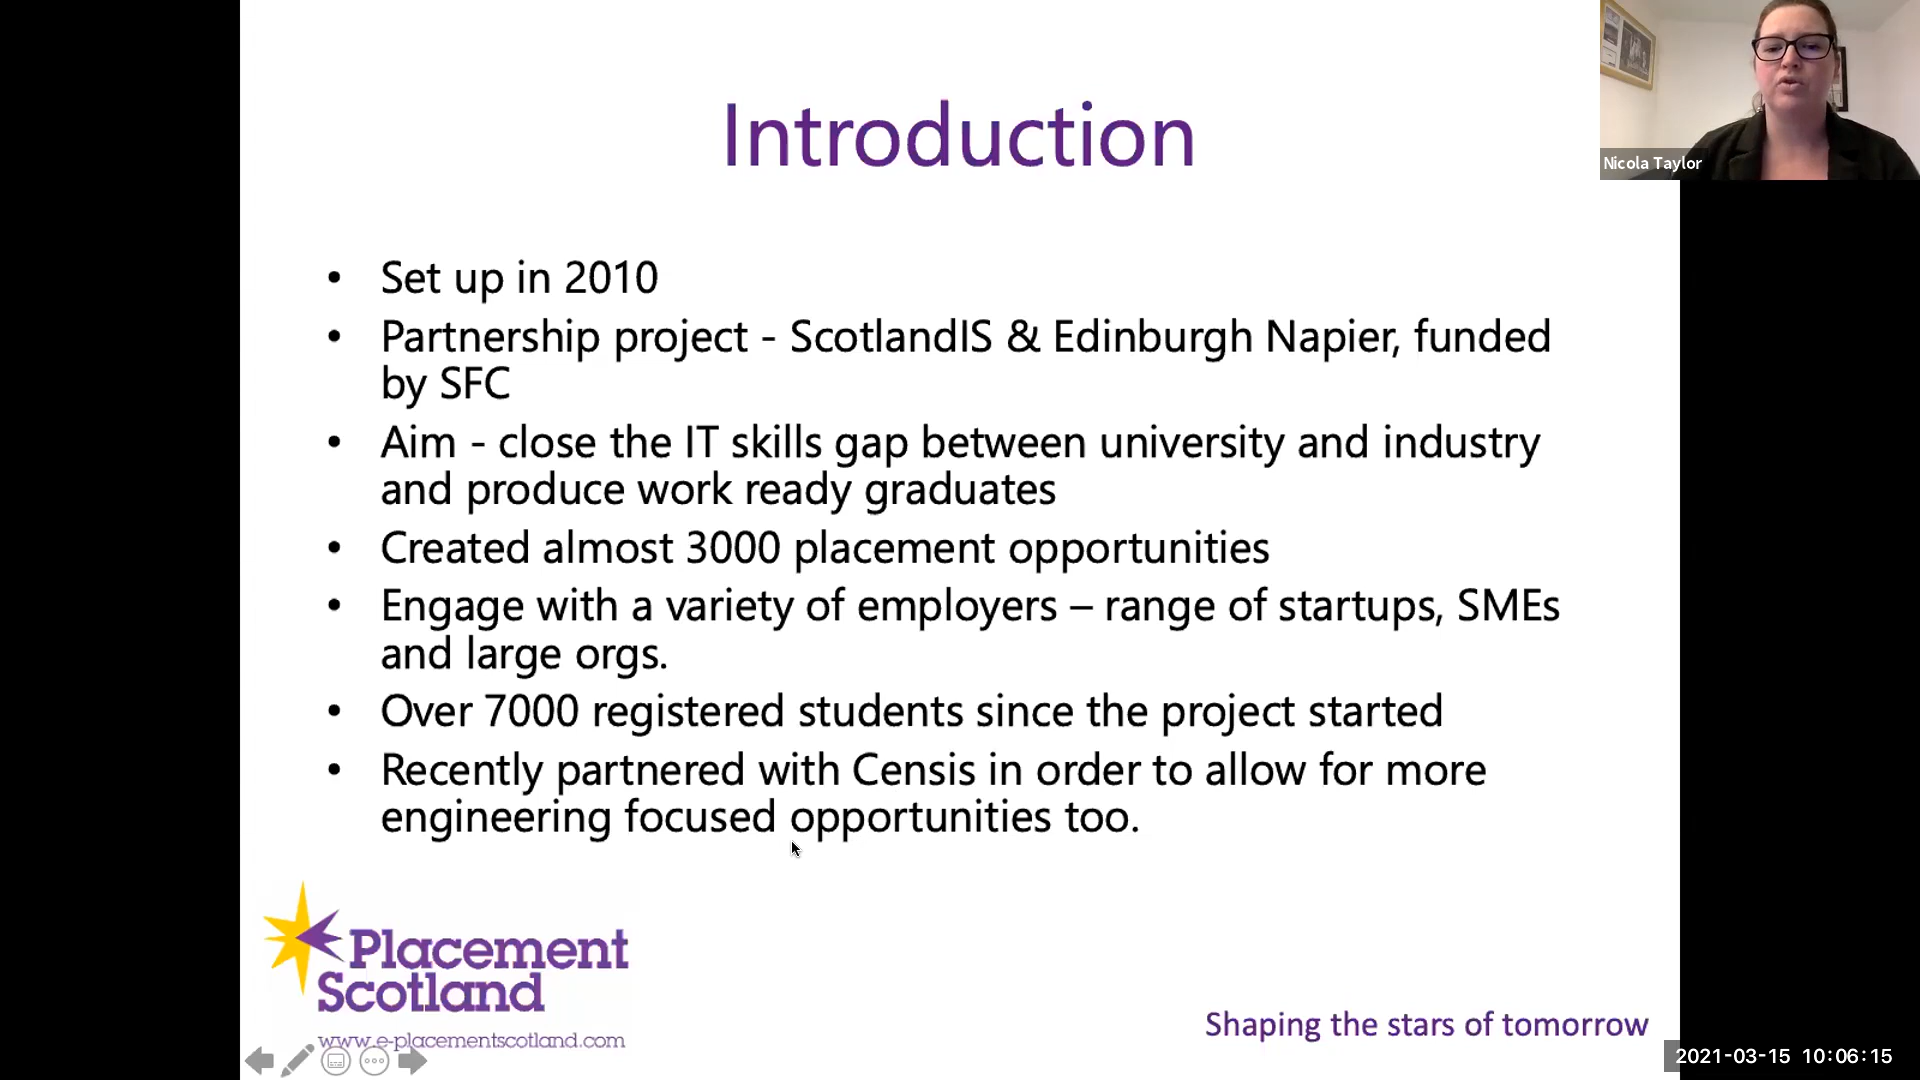 Introduction
Nicola Taylor
• Set up in 2010
• Partnership project - ScotlandIS & Edinburgh Napier, funded
by SFC
• Aim - close the IT skills gap between university and industry
and produce work ready graduates
• Created almost 3000 placement opportunities
• Engage with a variety of employers – range of startups, SMEs
and large orgs.
• Over 7000 registered students since the project started
• Recently partnered with Censis in order to allow for more
engineering focused opportunities too.
Placement
Scotland
www.e-placementscotland.com
Shaping the stars of tomorrow
2021-03-15 10:06:15